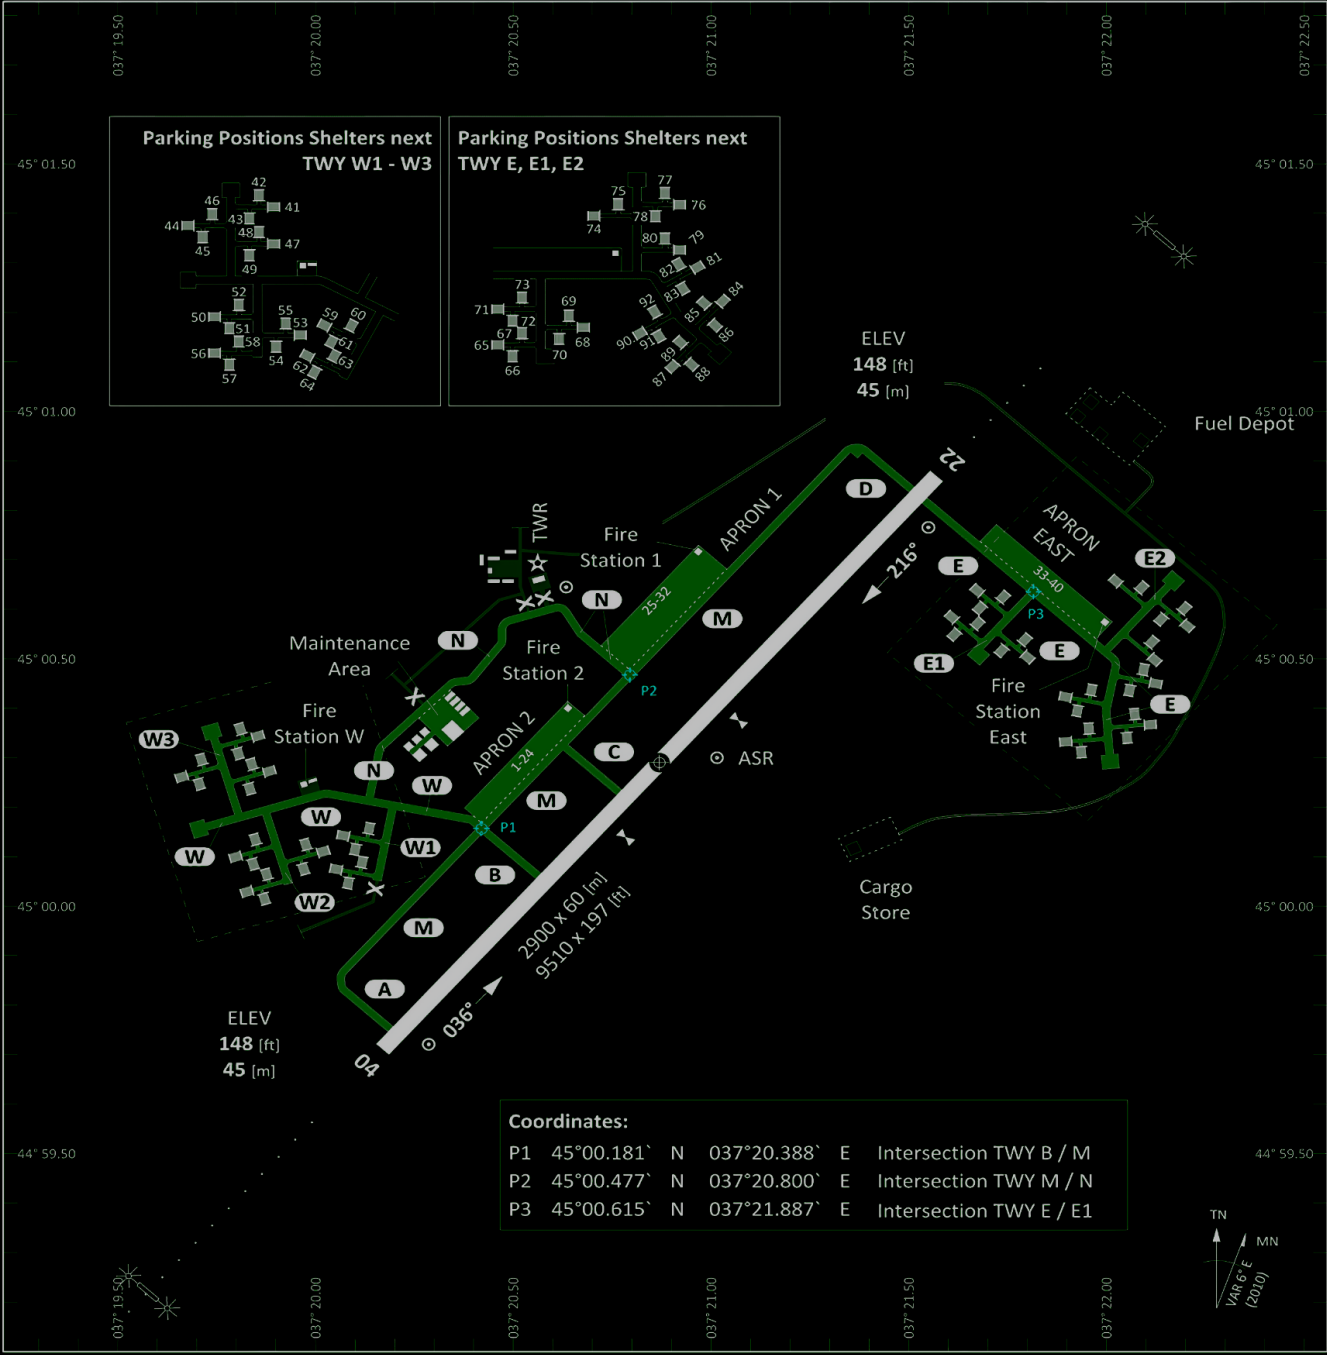 037° 19.50
037° 20.00
037° 20.50
037° 21.00
037° 21.50
037° 22.00
037° 22.50
45° 01.50
45° 01.50
Parking Positions Shelters next
TWY W1 - W3
42
46
41
43
44
48
45
47
49
52
50
55
59
60
51
53
58
61
56
54
62
63
57
64
Parking Positions Shelters next
TWY E, E1, E2
77
75
76
78
74
80
79
81
82
73
83
84
92
71
69
85
72
67
68
86
65
90
91
70
89
66
87
88
ELEV
148 [ft]
45 [m]
45° 01.00
45° 01.00
Fuel Depot
22
D
APRON 1
TWR
Fire
Station 1
APRON
EAST
216°
E
E2
33-40
25-32
N
P3
M
N
Maintenance
Area
Fire
Station 2
E
E1
45° 00.50
45° 00.50
P2
Fire
Station
East
E
Fire
Station W
W3
APRON 2
C
ASR
1-24
N
W
M
W
P1
W1
W
B
Cargo
Store
W2
45° 00.00
45° 00.00
M
2900 x 60 [m]
9510 x 197 [ft]
A
036°
04
ELEV
148 [ft]
45 [m]
Coordinates:
P1 45°00.181` N 037°20.388` E Intersection TWY B / M
P2 45°00.477` N 037°20.800` E Intersection TWY M / N
P3 45°00.615` N 037°21.887` E Intersection TWY E / E1
44° 59.50
44° 59.50
TN
MN
VAR 6° E
(2010)
037° 19.50
037° 20.00
037° 20.50
037° 21.00
037° 21.50
037° 22.00